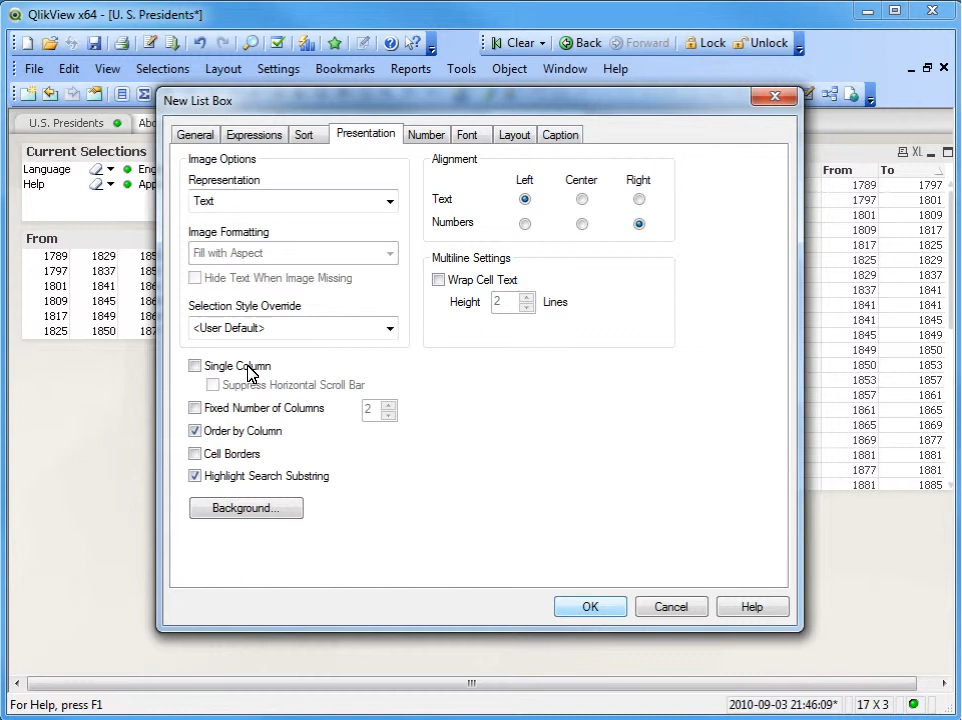 QlikView x64 - [U. S. Presidents*]
Clear Back Forward Lock Unlock
File Edit View Selections Layout Settings Bookmarks Reports Tools Object Window Help
New List Box
U.S. Presidents Abo
General Expressions Sort Presentation Number Font Layout Caption
Current Selections
Language Eng
Help App
From
1789 1829 185
1797 1837
1801 1841 186
1809 1845
1817 1849 186
1825 1850
Image Options
Representation
Text
Image Formatting
Fill with Aspect
Hide Text When Image Missing
Selection Style Override
<User Default>
Single Column
Suppress Horizontal Scroll Bar
Fixed Number of Columns 2
Order by Column
Cell Borders
Highlight Search Substring
Background...
Alignment
Left Center Right
Text
Numbers
Multiline Settings
Wrap Cell Text
Height 2 Lines
OK Cancel Help
XL
From To
1789 1797
1797 1801
1801 1809
1809 1817
1817 1825
1825 1829
1829 1837
1837 1841
1841 1841
1841 1845
1845 1849
1849 1850
1850 1853
1853 1857
1857 1861
1861 1865
1865 1869
1869 1877
1881 1881
1877 1881
1881 1885
For Help, press F1
2010-09-03 21:46:09* 17 X 3